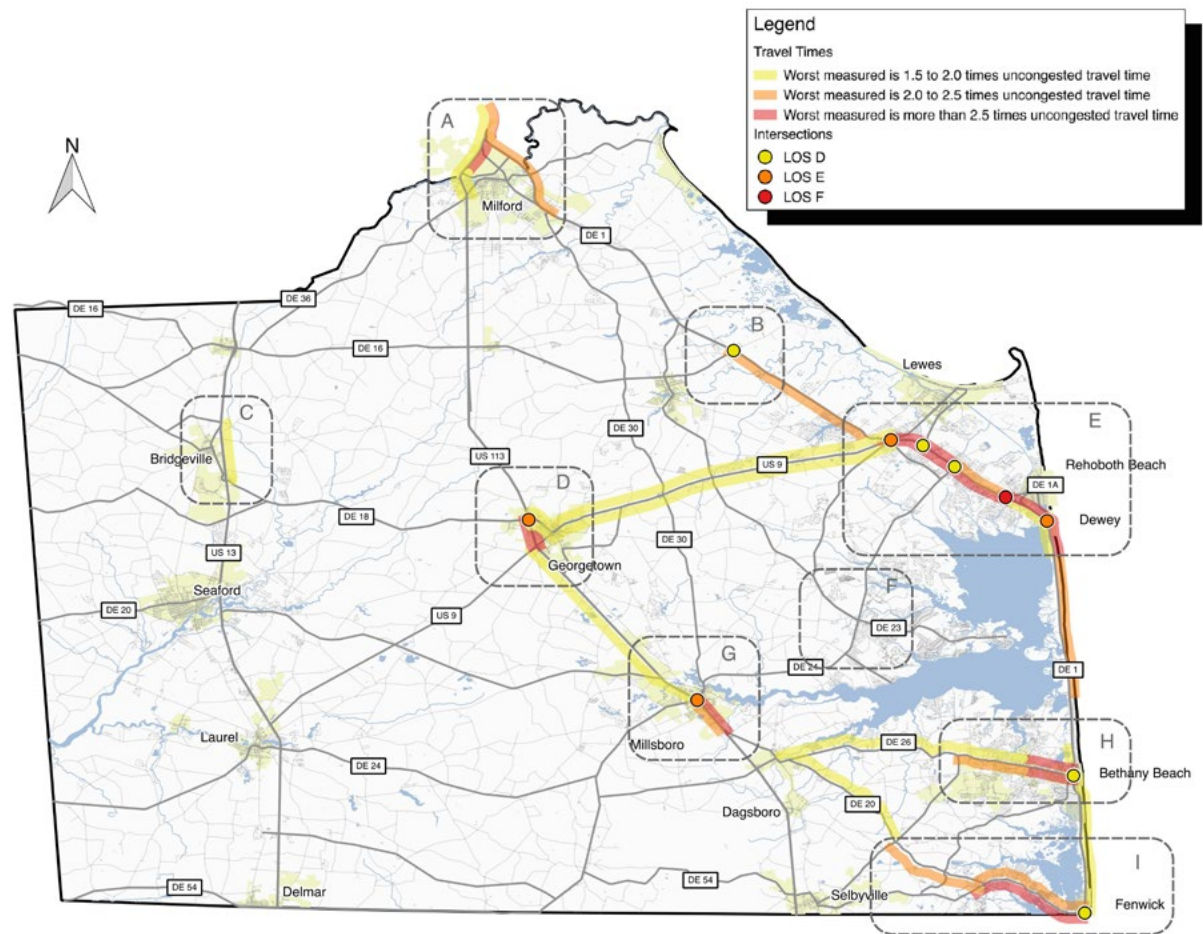 Legend
Travel Times
Worst measured is 1.5 to 2.0 times uncongested travel time
Worst measured is 2.0 to 2.5 times uncongested travel time
Worst measured is more than 2.5 times uncongested travel time
Intersections
LOS D
LOS E
LOS F
N
A
Milford
DE 1
DE 36
DE 16
DE 16
B
Lewes
C
Bridgeville
DE 30
US 113
US 9
E
Rehoboth Beach
DE 1A
Dewey
D
DE 18
Georgetown
US 13
DE 30
Seaford
DE 20
US 9
F
DE 23
G
DE 24
DE 1
Millsboro
Laurel
DE 24
DE 26
H
Bethany Beach
DE 20
Dagsboro
I
DE 54
DE 54
Delmar
Selbyville
Fenwick